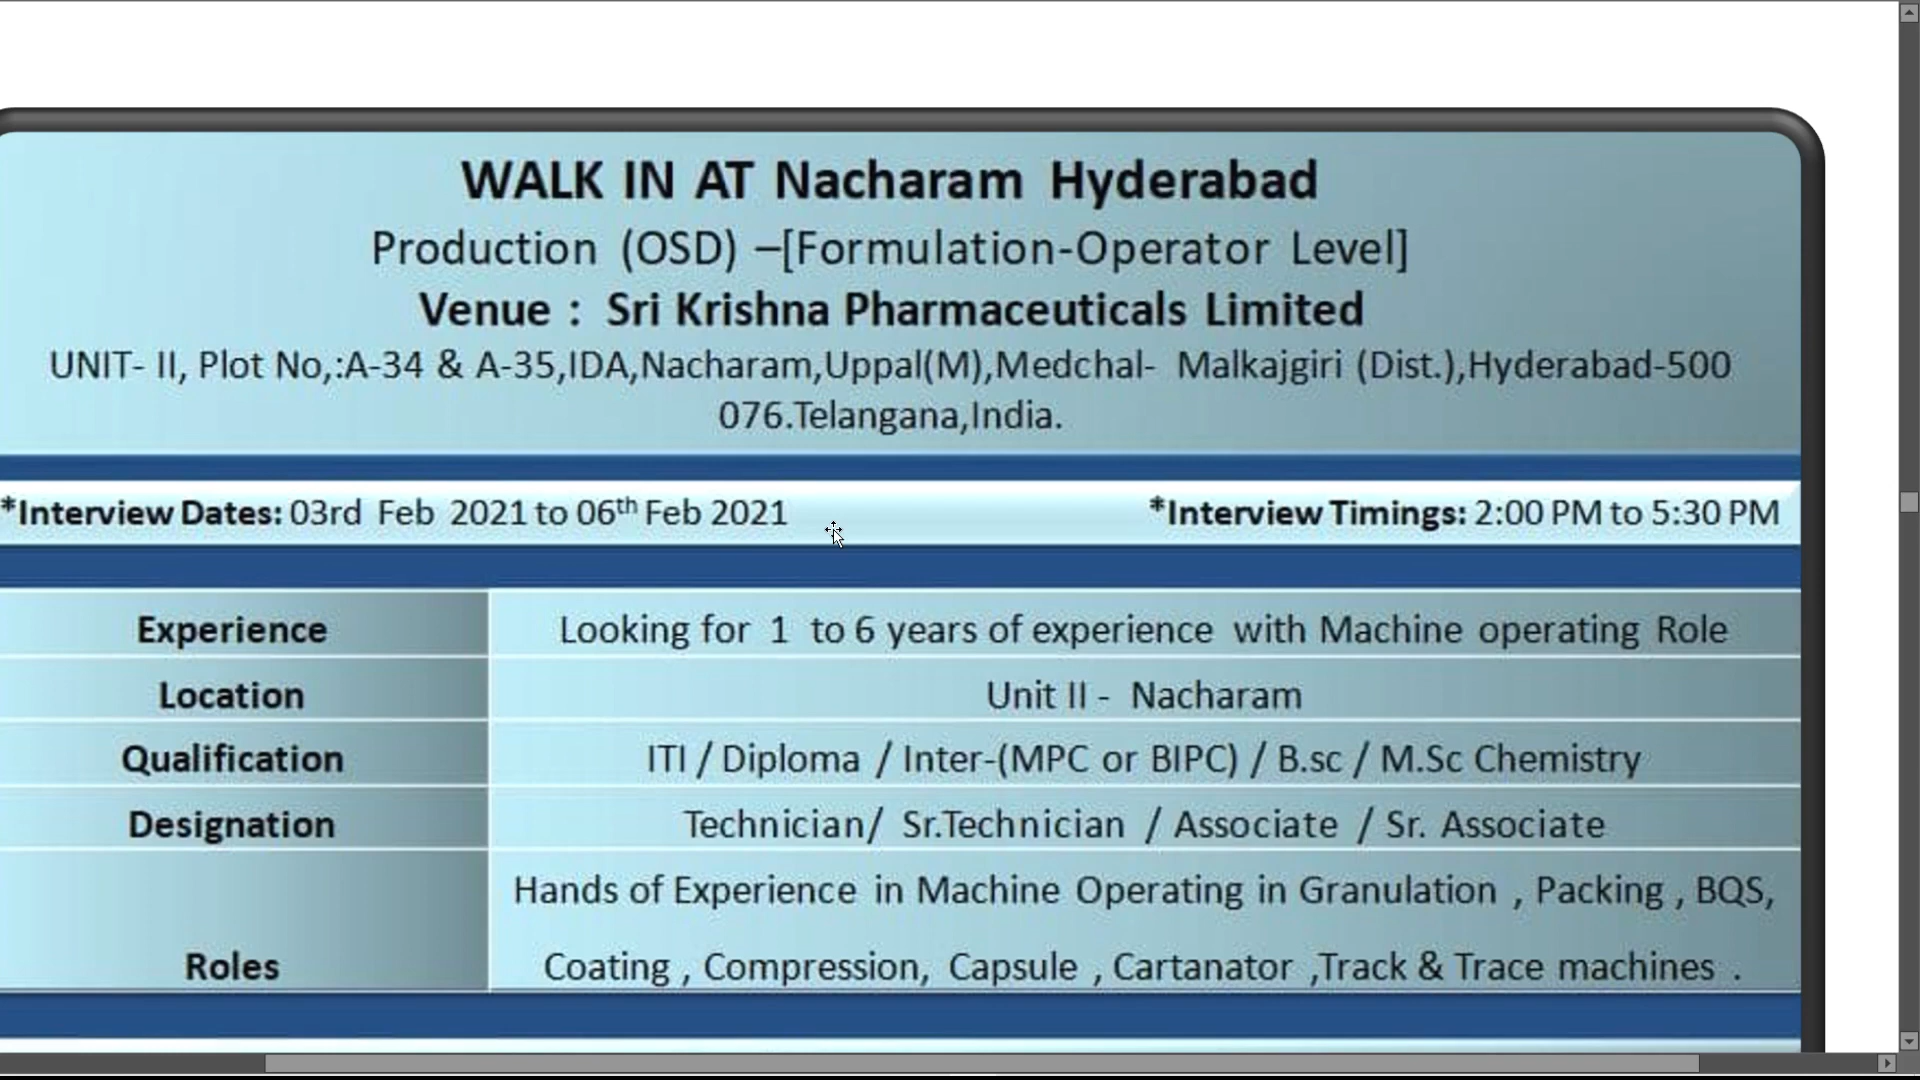 WALK IN AT Nacharam Hyderabad
Production (OSD) –[Formulation-Operator Level]
Venue : Sri Krishna Pharmaceuticals Limited
UNIT- II, Plot No,:A-34 & A-35,IDA,Nacharam,Uppal(M),Medchal- Malkajgiri (Dist.),Hyderabad-500
076.Telangana,India.
*Interview Dates: 03rd Feb 2021 to 06th Feb 2021 *Interview Timings: 2:00 PM to 5:30 PM
Experience Looking for 1 to 6 years of experience with Machine operating Role
Location Unit II - Nacharam
Qualification ITI / Diploma / Inter-(MPC or BIPC) / B.sc / M.Sc Chemistry
Designation Technician/ Sr.Technician / Associate / Sr. Associate
Hands of Experience in Machine Operating in Granulation , Packing , BQS,
Roles Coating , Compression, Capsule , Cartanator ,Track & Trace machines .